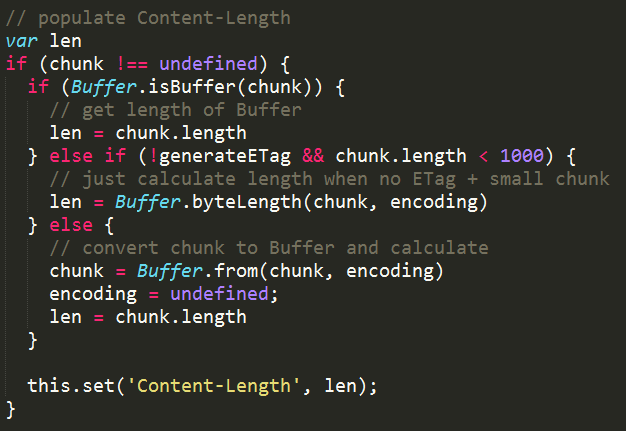 // populate Content-Length
var len
if (chunk !== undefined) {
  if (Buffer.isBuffer(chunk)) {
    // get length of Buffer
    len = chunk.length
  } else if (!generateETag && chunk.length < 1000) {
    // just calculate length when no ETag + small chunk
    len = Buffer.byteLength(chunk, encoding)
  } else {
    // convert chunk to Buffer and calculate
    chunk = Buffer.from(chunk, encoding)
    encoding = undefined;
    len = chunk.length
  }

  this.set('Content-Length', len);
}